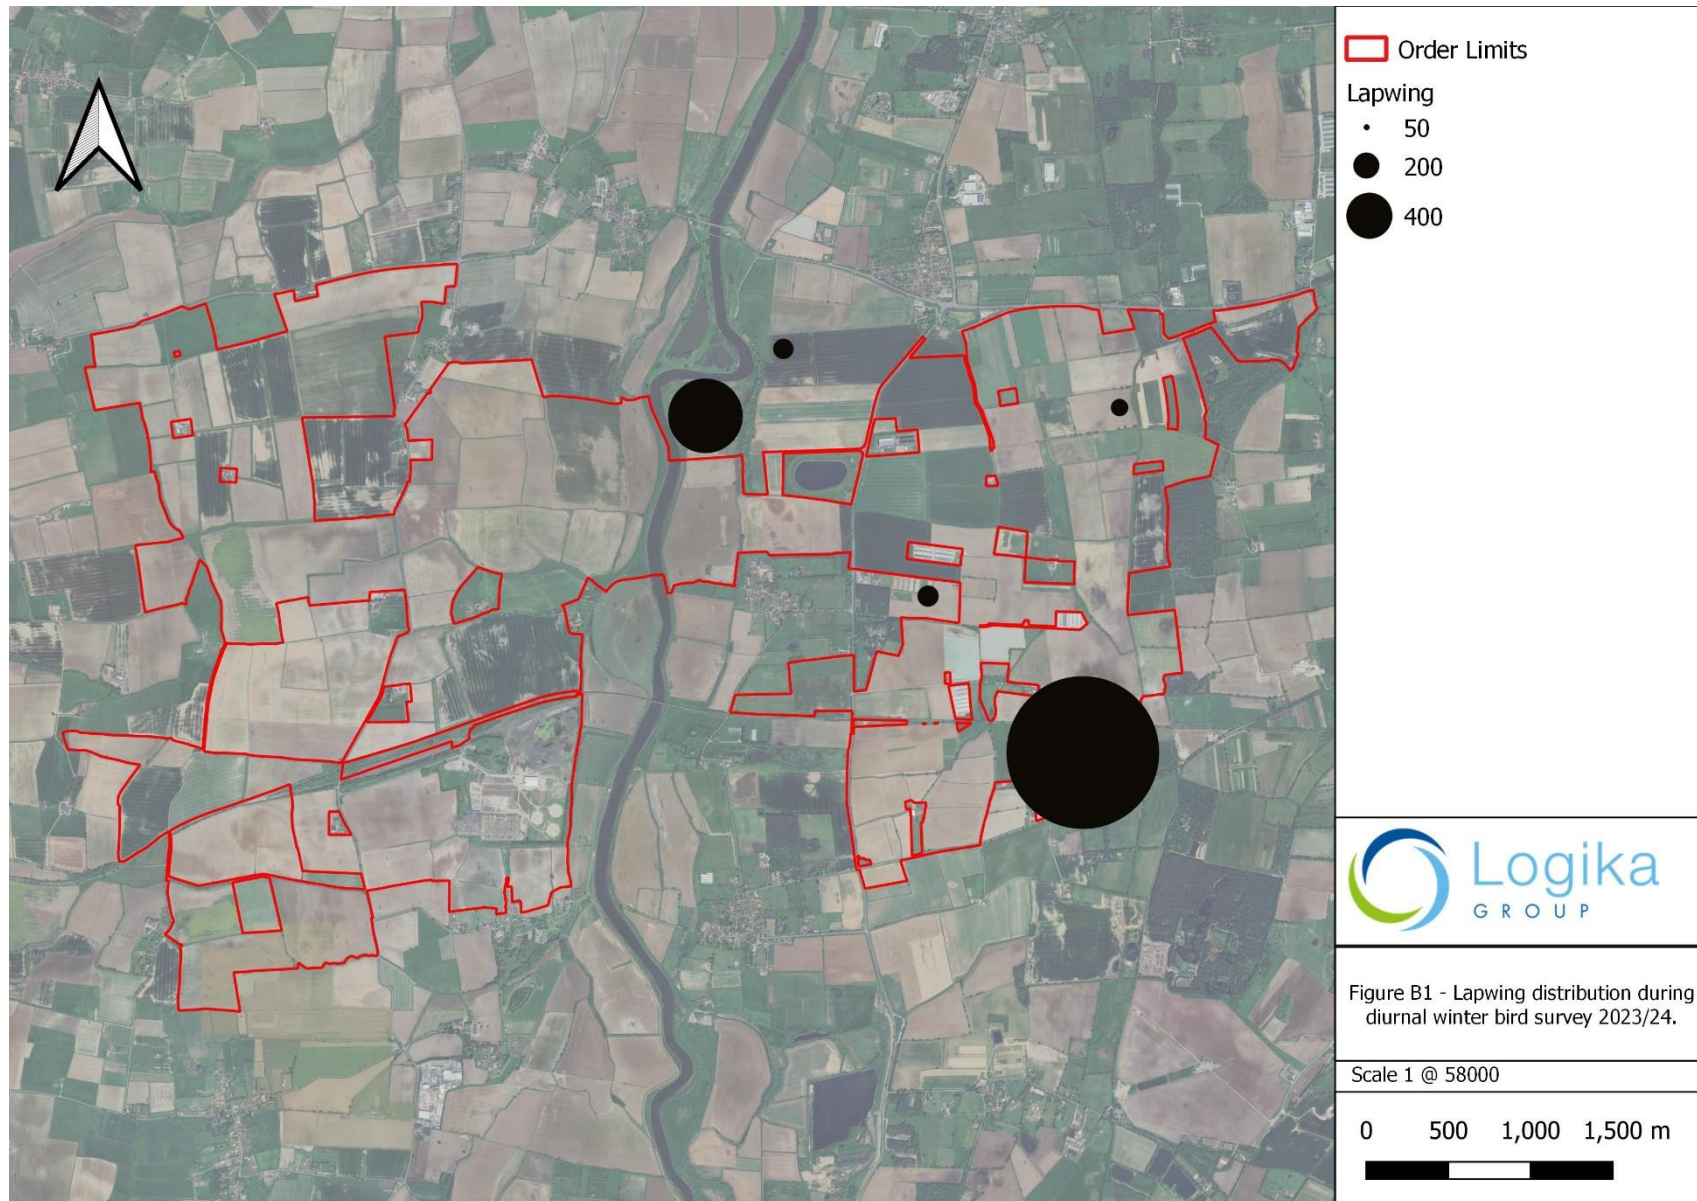 Order Limits
Lapwing
50
200
400
Logika
GROUP
Figure B1 - Lapwing distribution during
diurnal winter bird survey 2023/24.
Scale 1 @ 58000
0 500 1,000 1,500 m